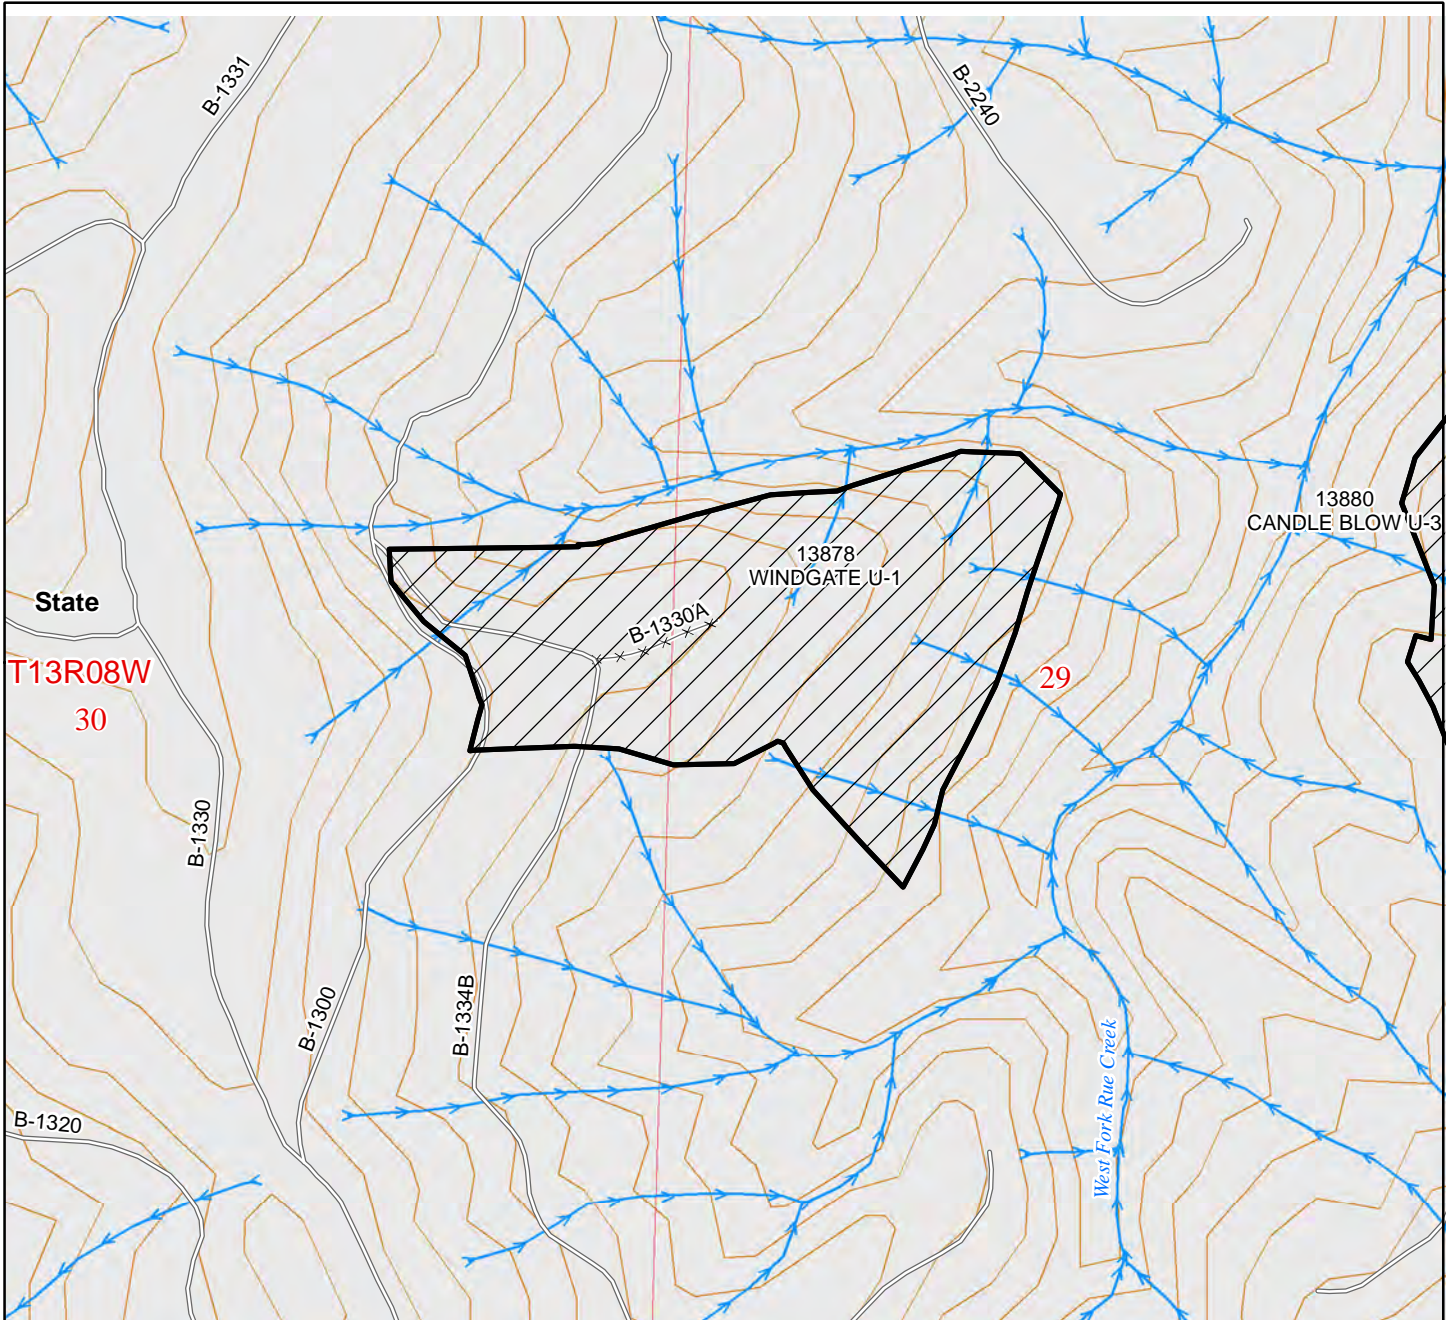 B-1331
B-2240
13880
CANDLE BLOW U-3
13878
WINDGATE U-1
State
B-1330A
T13R08W
30
29
B-1330
B-1300
B-1334B
West Fork Rue Creek
B-1320